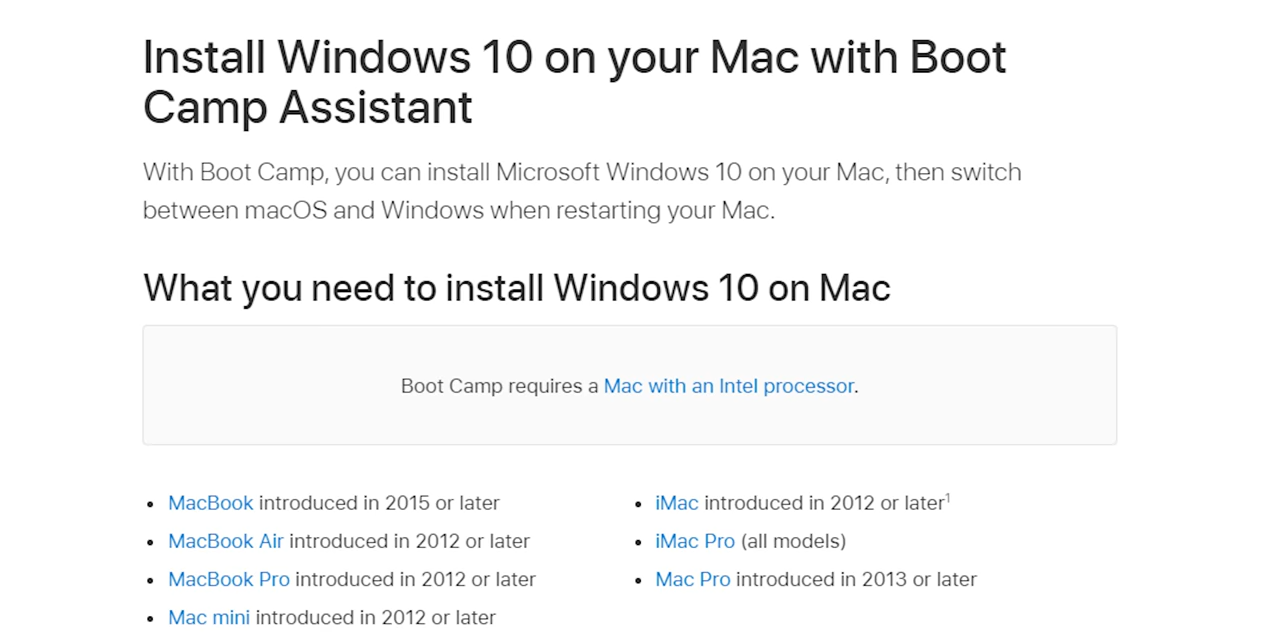 Install Windows 10 on your Mac with Boot
Camp Assistant
With Boot Camp, you can install Microsoft Windows 10 on your Mac, then switch
between macOS and Windows when restarting your Mac.
What you need to install Windows 10 on Mac
Boot Camp requires a Mac with an Intel processor.
• MacBook introduced in 2015 or later
• MacBook Air introduced in 2012 or later
• MacBook Pro introduced in 2012 or later
• Mac mini introduced in 2012 or later
• iMac introduced in 2012 or later¹
• iMac Pro (all models)
• Mac Pro introduced in 2013 or later